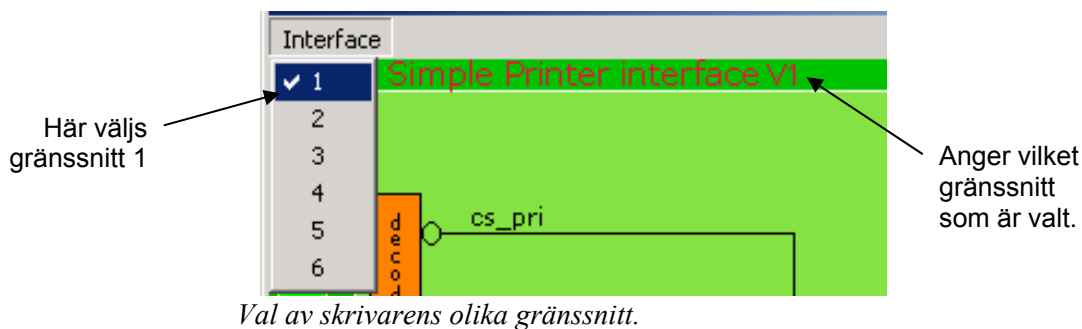 Interface
Simple Printer interface V1
1
2
3
4
5
6
Här väljs
gränssnitt 1
Anger vilket
gränssnitt
som är valt.
cs_pri
decod
Val av skrivarens olika gränssnitt.